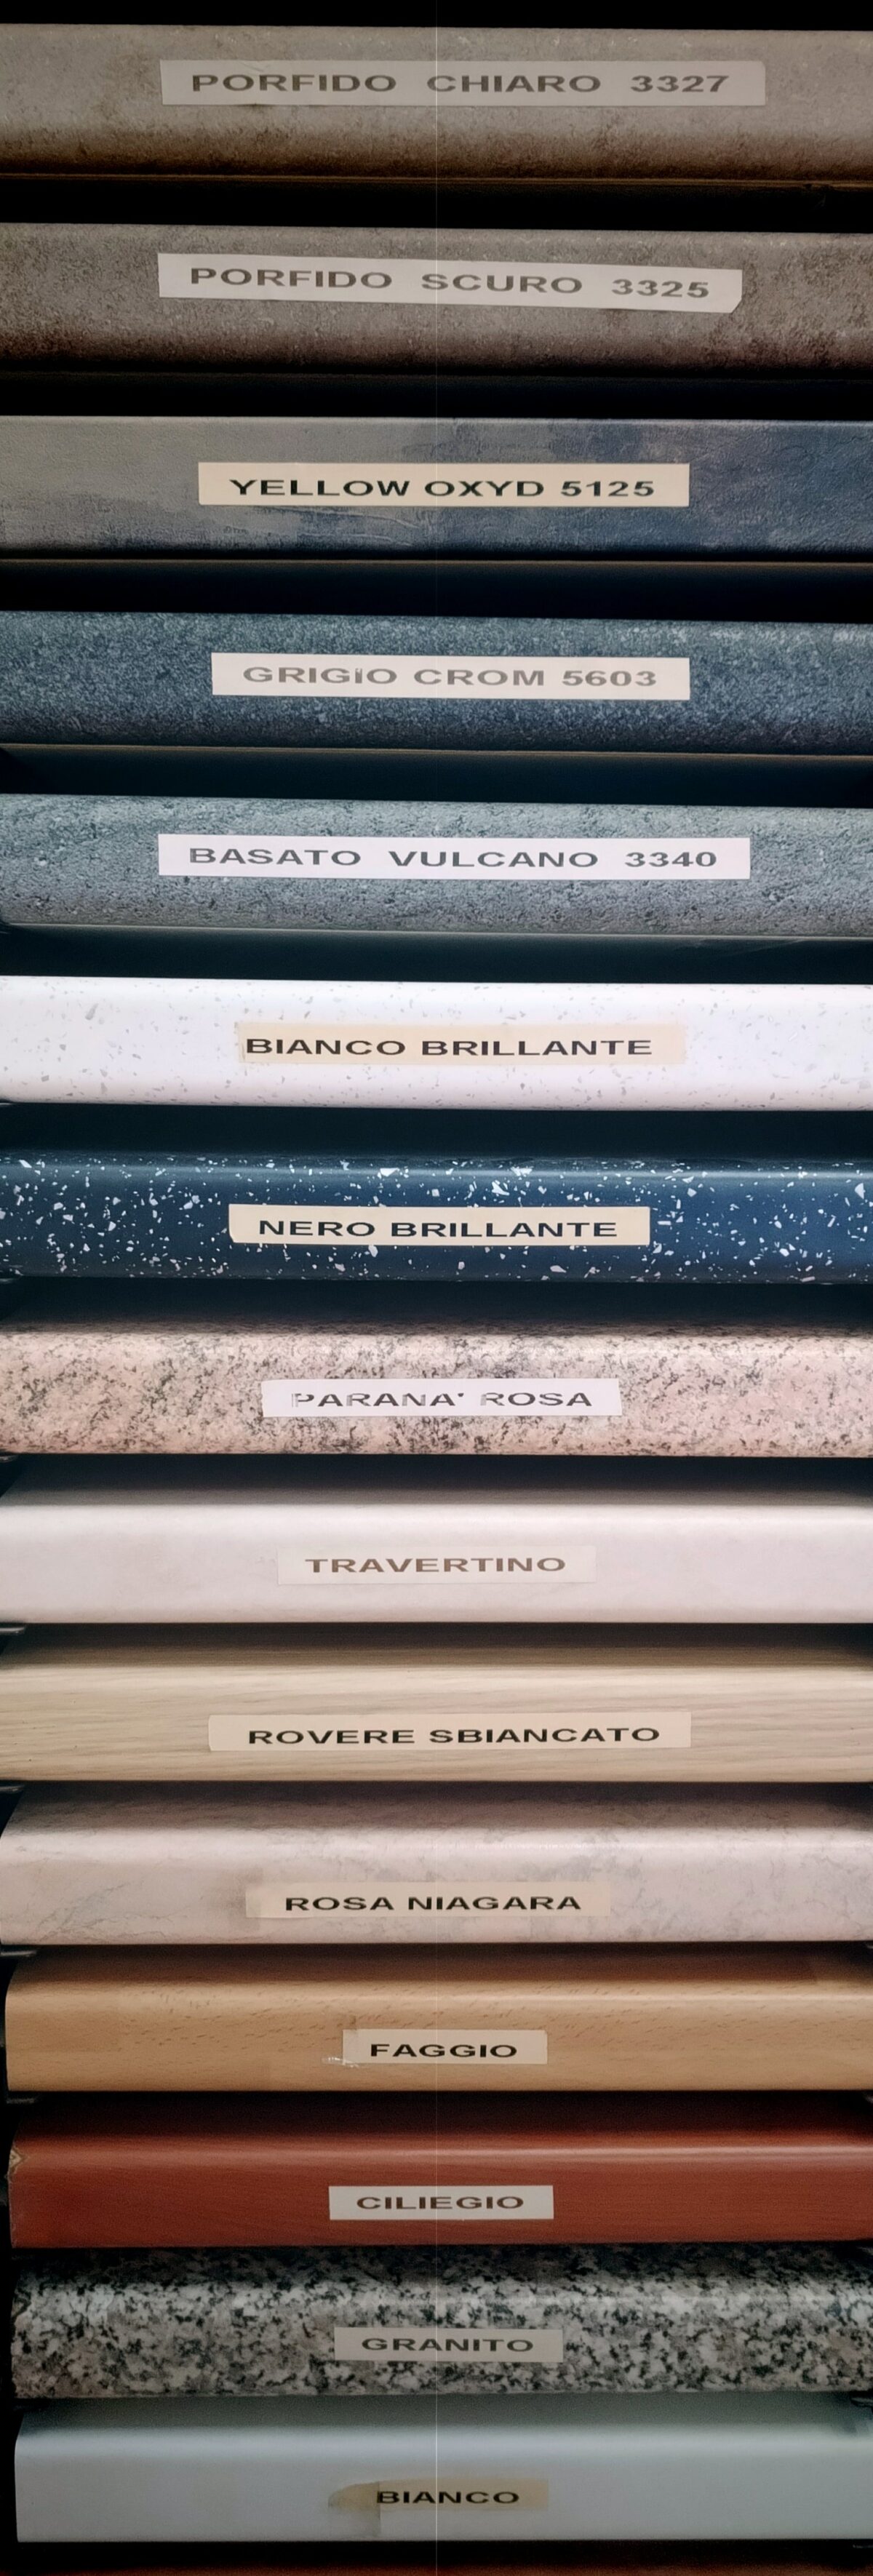 PORFIDO CHIARO 3327
PORFIDO SCURO 3325
YELLOW OXYD 5125
GRIGIO CROM 5603
BASATO VULCANO 3340
BIANCO BRILLANTE
NERO BRILLANTE
PARANA' ROSA
TRAVERTINO
ROVERE SBIANCATO
ROSA NIAGARA
FAGGIO
CILIEGIO
GRANITO
BIANCO